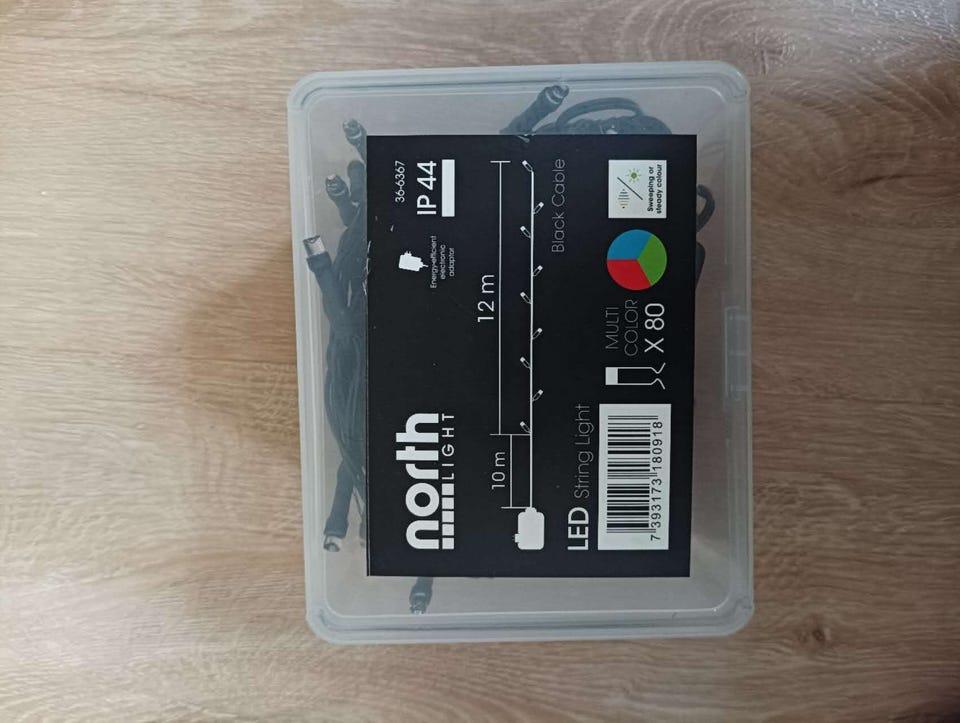 north
LIGHT
Energy-efficient
electronic
adaptor
36-6367
IP 44
10 m
12 m
LED String Light
Black Cable
7 393173 180918
MULTI
COLOR
X 80
Sweeping or
steady colour